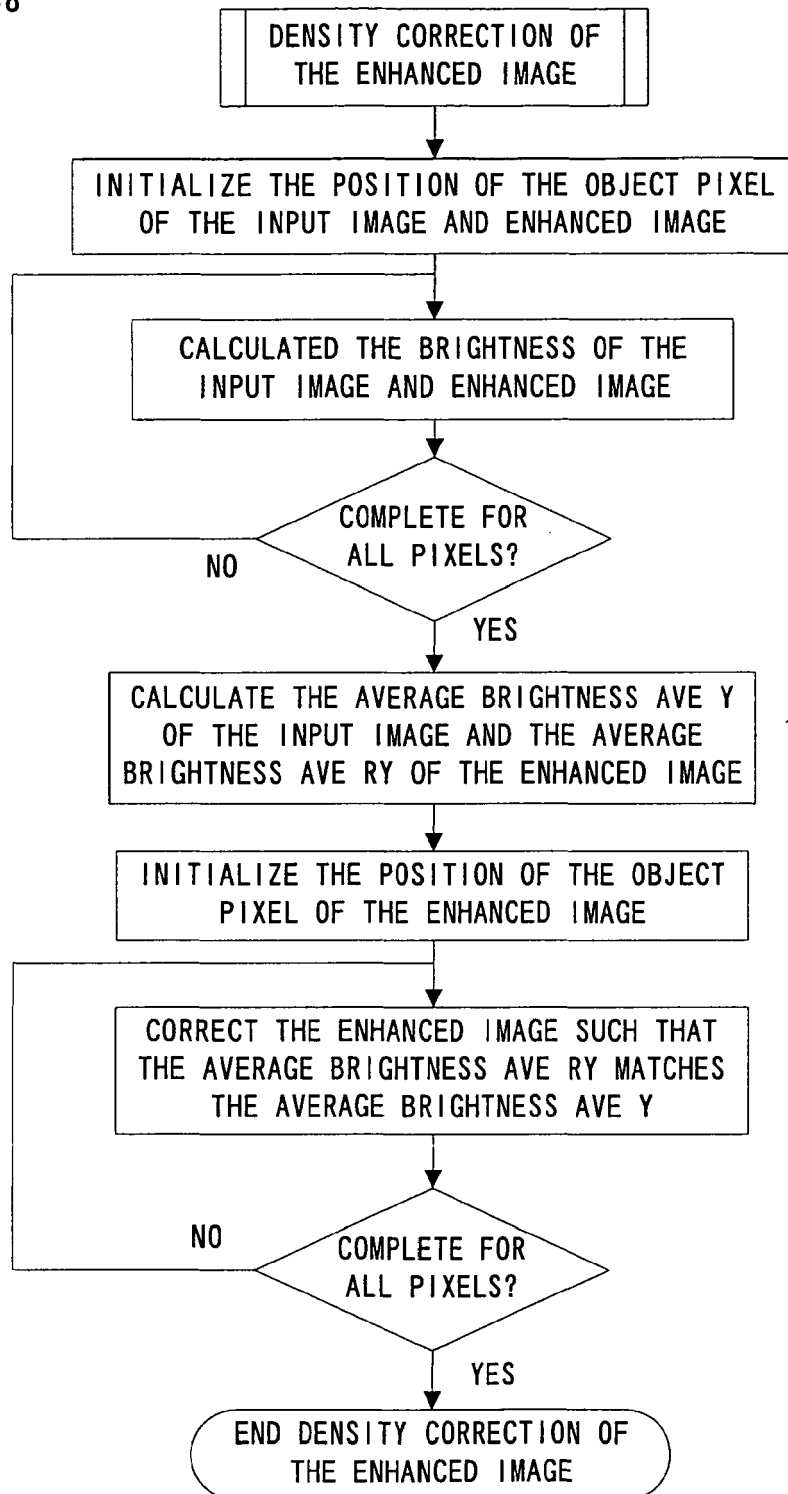 DENSITY CORRECTION OF
THE ENHANCED IMAGE
INITIALIZE THE POSITION OF THE OBJECT PIXEL
OF THE INPUT IMAGE AND ENHANCED IMAGE
CALCULATED THE BRIGHTNESS OF THE
INPUT IMAGE AND ENHANCED IMAGE
COMPLETE FOR
ALL PIXELS?
NO
YES
CALCULATE THE AVERAGE BRIGHTNESS AVE Y
OF THE INPUT IMAGE AND THE AVERAGE
BRIGHTNESS AVE RY OF THE ENHANCED IMAGE
INITIALIZE THE POSITION OF THE OBJECT
PIXEL OF THE ENHANCED IMAGE
CORRECT THE ENHANCED IMAGE SUCH THAT
THE AVERAGE BRIGHTNESS AVE RY MATCHES
THE AVERAGE BRIGHTNESS AVE Y
NO
COMPLETE FOR
ALL PIXELS?
YES
END DENSITY CORRECTION OF
THE ENHANCED IMAGE